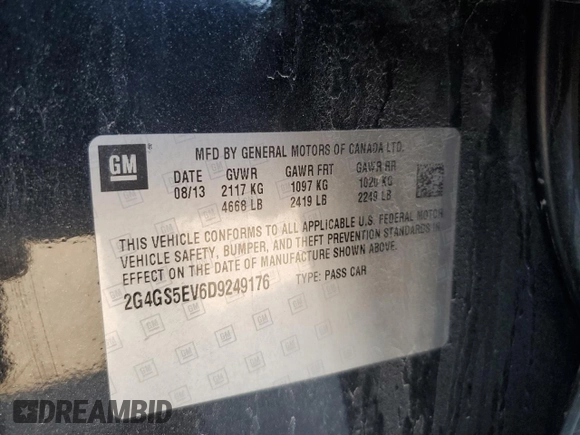 GM
MFD BY GENERAL MOTORS OF CANADA LTD.
DATE GVWR GAWR FRT GAWR RR
08/13 2117 KG 1097 KG 1020 KG
4668 LB 2419 LB 2249 LB
THIS VEHICLE CONFORMS TO ALL APPLICABLE U.S. FEDERAL MOTOR
VEHICLE SAFETY, BUMPER, AND THEFT PREVENTION STANDARDS IN
EFFECT ON THE DATE OF MANUFACTURE SHOWN ABOVE.
2G4GS5EV6D9249176 TYPE: PASS CAR
DREAMBID